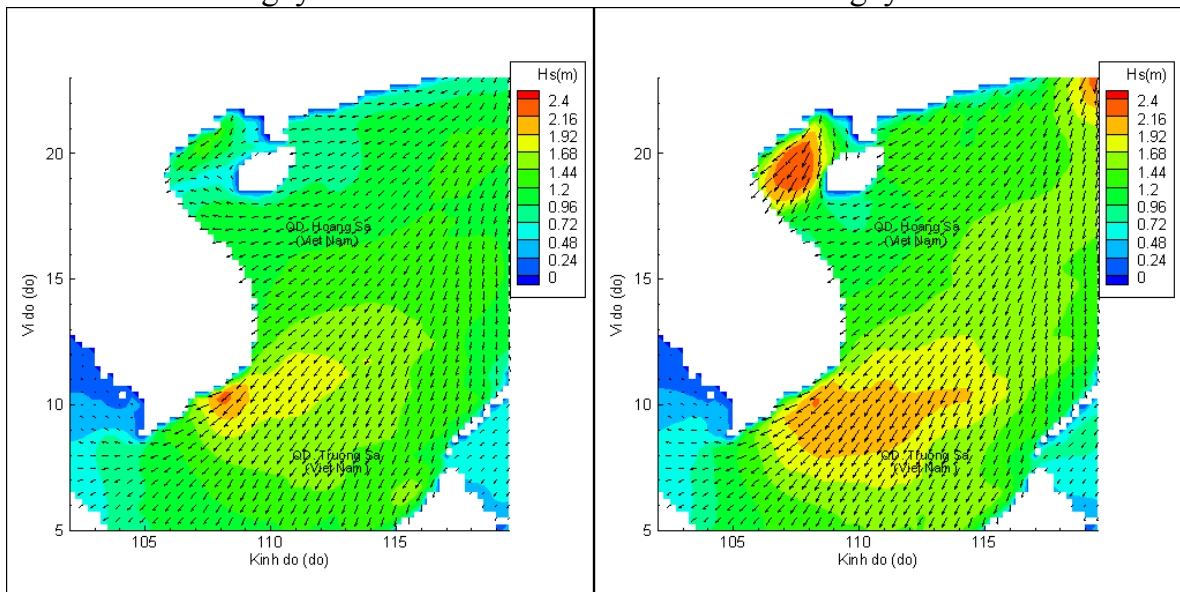 Hs(m)
2.4
2.16
1.92
1.68
1.44
1.2
0.96
0.72
0.48
0.24
0
20
15
10
5
Vi do (do)
QD. Hoang Sa
(Viet Nam)
QD. Truong Sa
(Viet Nam)
105
110
115
Kinh do (do)
Hs(m)
2.4
2.16
1.92
1.68
1.44
1.2
0.96
0.72
0.48
0.24
0
20
15
10
5
Vi do (do)
QD. Hoang Sa
(Viet Nam)
QD. Truong Sa
(Viet Nam)
105
110
115
Kinh do (do)